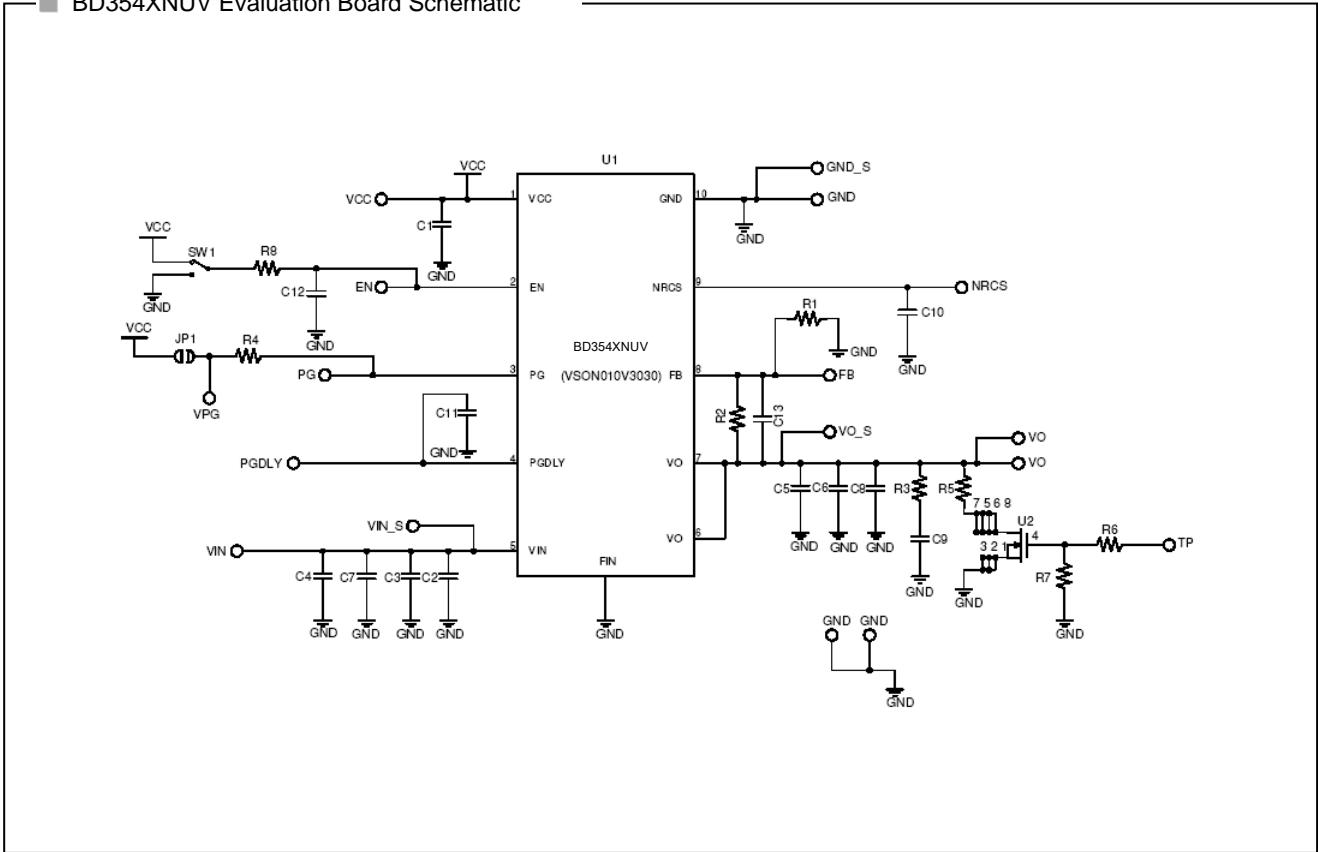 BD354XNUV Evaluation Board Schematic
U1
VCC
VCC
1
VCC
GND
10
GND_S
GND
GND
C1
GND
VCC
SW1
R8
GND
C12
GND
EN
2
EN
NRCS
9
NRCS
C10
GND
R1
GND
VCC
JP1
R4
VPG
PG
3
PG
BD354XNUV
(VSON010V3030)
FB
8
FB
R2
C13
C11
GND
PGDLY
4
PGDLY
VO
7
VO_S
VO
VO
C5
C6
C8
R3
R5
GND
GND
GND
C9
GND
7 5 6 8
U2
4
3 2 1
GND
R6
TP
R7
GND
VIN_S
VIN
5
VIN
VO
6
C4
C7
C3
C2
GND
GND
GND
GND
FIN
GND
GND
GND
GND